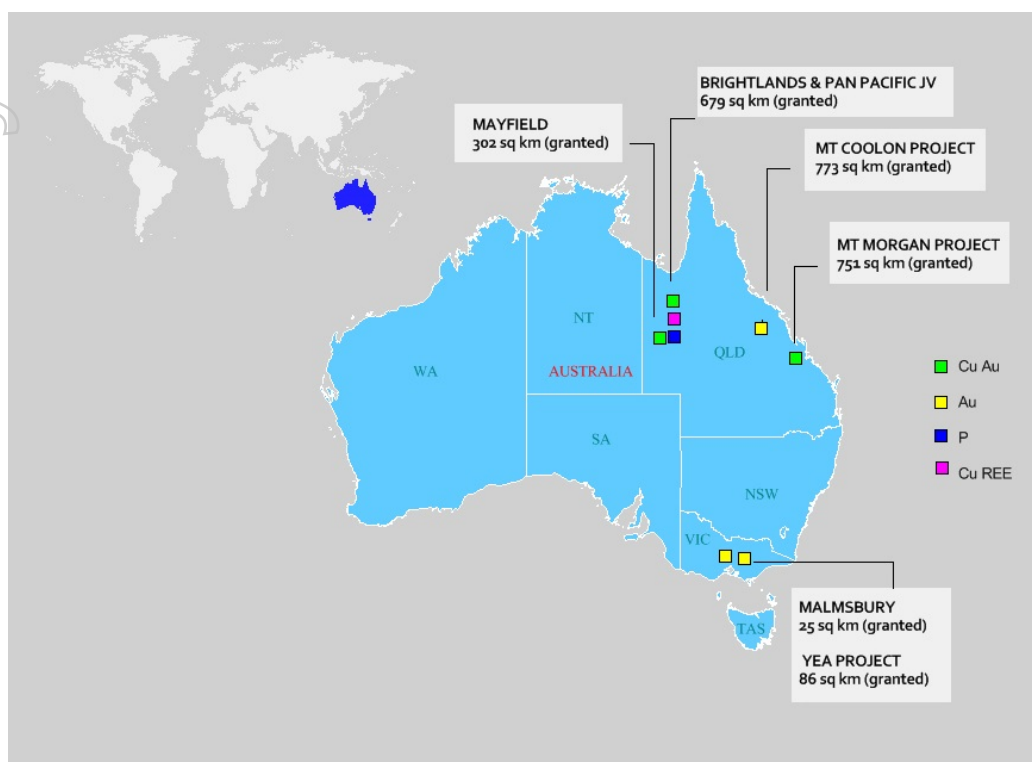 BRIGHTLANDS & PAN PACIFIC JV
679 sq km (granted)
MAYFIELD
302 sq km (granted)
MT COOLON PROJECT
773 sq km (granted)
MT MORGAN PROJECT
751 sq km (granted)
NT
QLD
WA
AUSTRALIA
Cu Au
Au
P
Cu REE
SA
NSW
VIC
TAS
MALMSBURY
25 sq km (granted)
YEA PROJECT
86 sq km (granted)